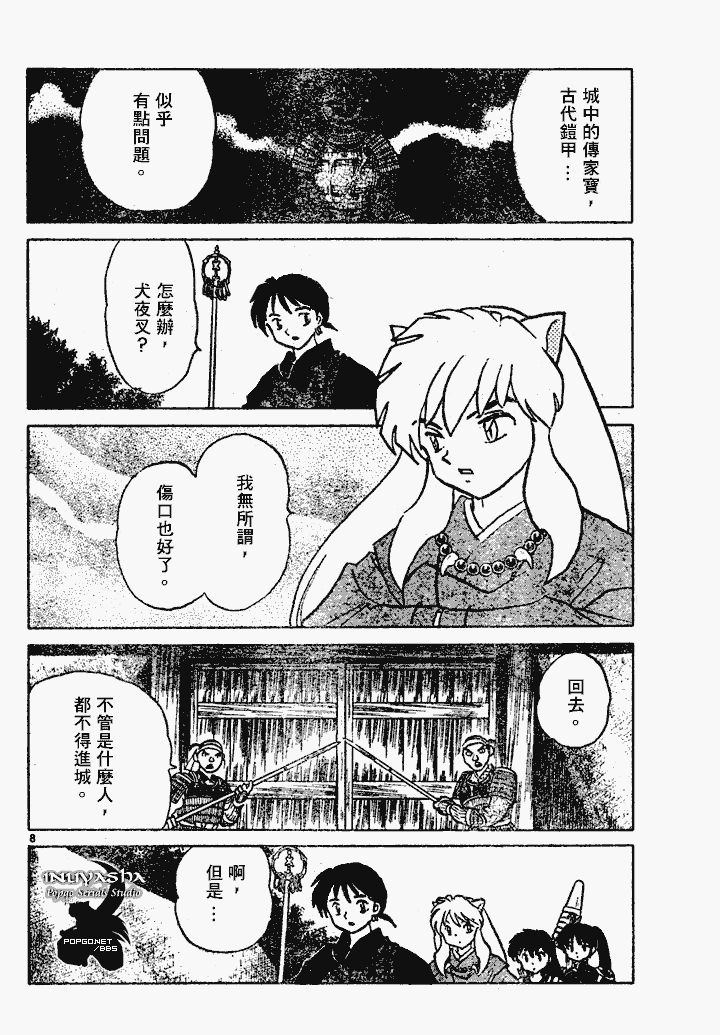 城中的傳家寶，
古代鎧甲…
似乎
有點問題。
怎麼辦，
犬夜叉？
我無所謂，
傷口也好了。
回去。
不管是什麼人，
都不得進城。
8
啊，
但是…
INUYASHA
Popgo Serials Studio
POPGO.NET
/BBS